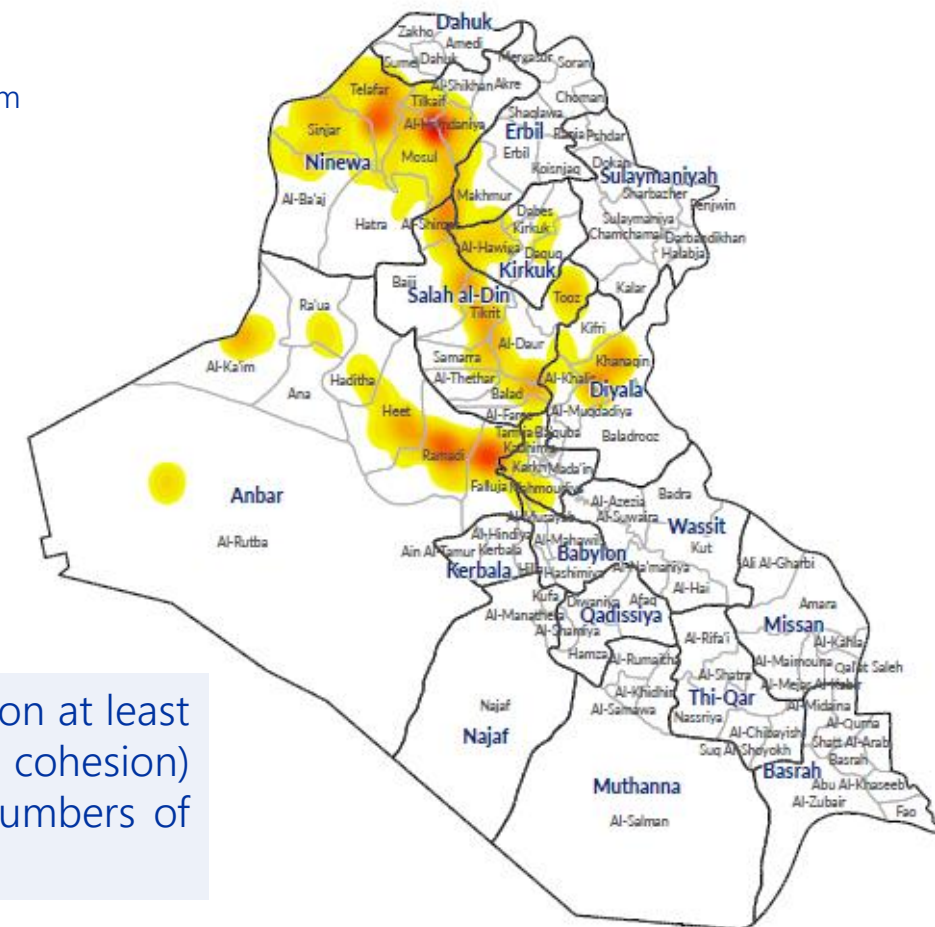 Dahuk
Zakho
Amedi
Sumel Dahuk
Mergasor
Soran
m
Telafar
Al-Shikhan
Akre
Choman
Tilkaif
Shaqlawa
Al-Hamdaniya
Erbil
Rania
Pshdar
Sinjar
Mosul
Erbil
Dokan
Ninewa
Koisnjaq
Sulaymaniyah
Sharbazher
Al-Ba'aj
Makhmur
Penjwin
Dabes
Sulaymaniya
Hatra
Kirkuk
Chamchamal
Darbandikhan
Al-Hawiga
Daquq
Halabja
Kirkuk
Baiji
Kalar
Salah al-Din
Tooz
Ra'ua
Tikrit
Kifri
Al-Daur
Samarra
Khanaqin
Al-Ka'im
Al-Thethar
Haditha
Ana
Balad
Diyala
Heet
Al-Muqdadiya
Baladrooz
Ramadi
Mada'in
Falluja
Anbar
Al-Azezia
Badra
Al-Suwaira
Wassit
Al-Rutba
Al-Hindiya
Kut
Ain Al-Tamur
Kerbala
Babylon
Ali Al-Gharbi
Kerbala
Hashimiya
Al-Na'maniya
Al-Hai
Kufa
Diwaniya
Afaq
Amara
Qadissiya
Missan
Al-Shamiya
Al-Rifa'i
Al-Kahla
Hamza
Al-Rumaitha
Al-Maimouna
Qal'at Saleh
Al-Shatra
Al-Khidhir
Thi-Qar
on at least
Najaf
Al-Samawa
Al-Midaina
Nassriya
Al-Qurna
Najaf
Al-Chibayish
Shatt Al-Arab
cohesion)
Suq Al-Shoyokh
Basrah
Basrah
Muthanna
Abu Al-Khaseeb
Al-Zubair
Fao
umbers of
Al-Salman